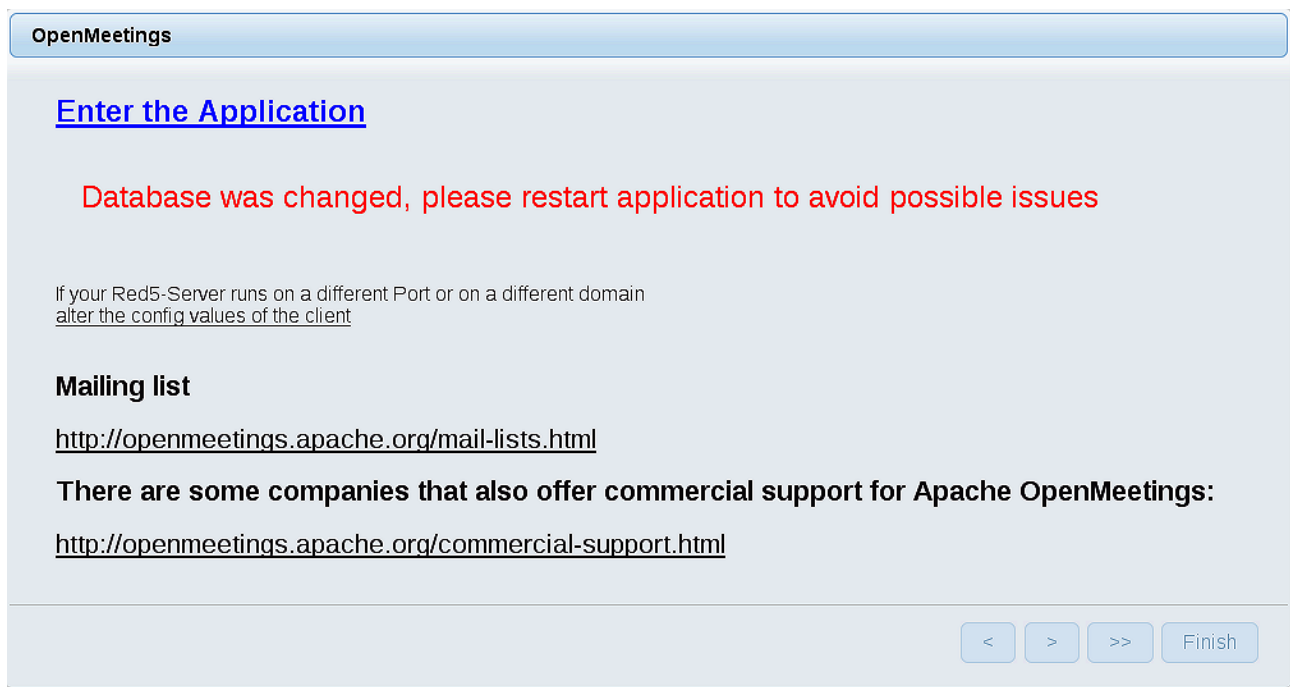 OpenMeetings
Enter the Application
Database was changed, please restart application to avoid possible issues
If your Red5-Server runs on a different Port or on a different domain
alter the config values of the client
Mailing list
http://openmeetings.apache.org/mail-lists.html
There are some companies that also offer commercial support for Apache OpenMeetings:
http://openmeetings.apache.org/commercial-support.html
< > >> Finish